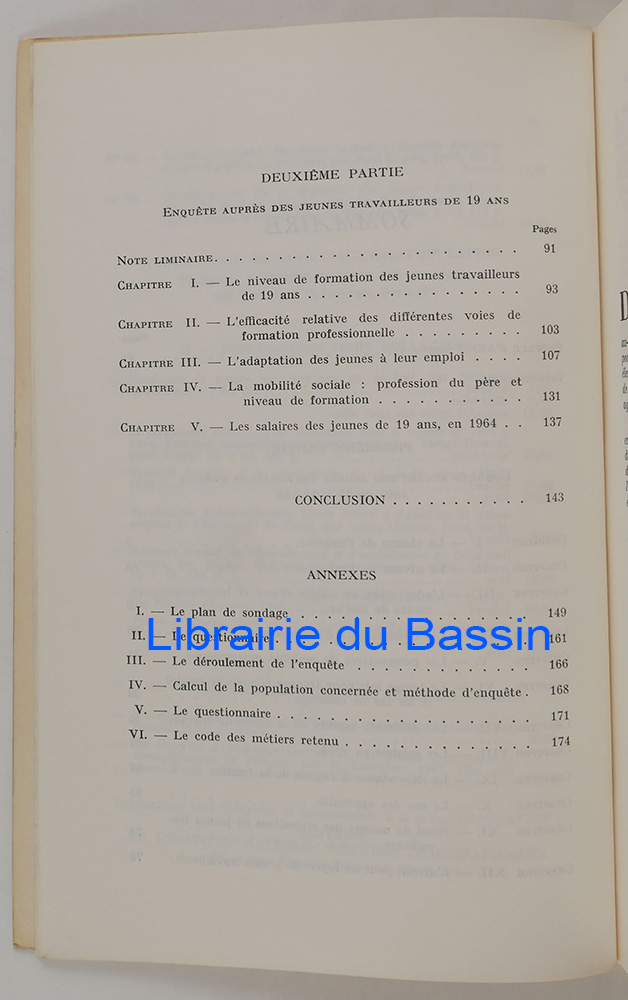 DEUXIÈME PARTIE
ENQUÊTE AUPRÈS DES JEUNES TRAVAILLEURS DE 19 ANS
Pages
NOTE LIMINAIRE. . . . . . . . . . . . . . . . . . . . 91
CHAPITRE I. — Le niveau de formation des jeunes travailleurs
de 19 ans . . . . . . . . . . . . . . 93
CHAPITRE II. — L'efficacité relative des différentes voies de
formation professionnelle . . . . . . . . . 103
CHAPITRE III. — L'adaptation des jeunes à leur emploi . . . . 107
CHAPITRE IV. — La mobilité sociale : profession du père et
niveau de formation . . . . . . . . . . . 131
CHAPITRE V. — Les salaires des jeunes de 19 ans, en 1964 . . 137
CONCLUSION . . . . . . . . . . . 143
ANNEXES
I. — Le plan de sondage . . . . . . . . . . . . . . 149
II. — Le questionnaire. . . . . . . . . . . . . . . . 161
Librairie du Bassin
III. — Le déroulement de l'enquête . . . . . . . . . . . . 166
IV. — Calcul de la population concernée et méthode d'enquête . 168
V. — Le questionnaire . . . . . . . . . . . . . . . . 171
VI. — Le code des métiers retenu . . . . . . . . . . . . 174